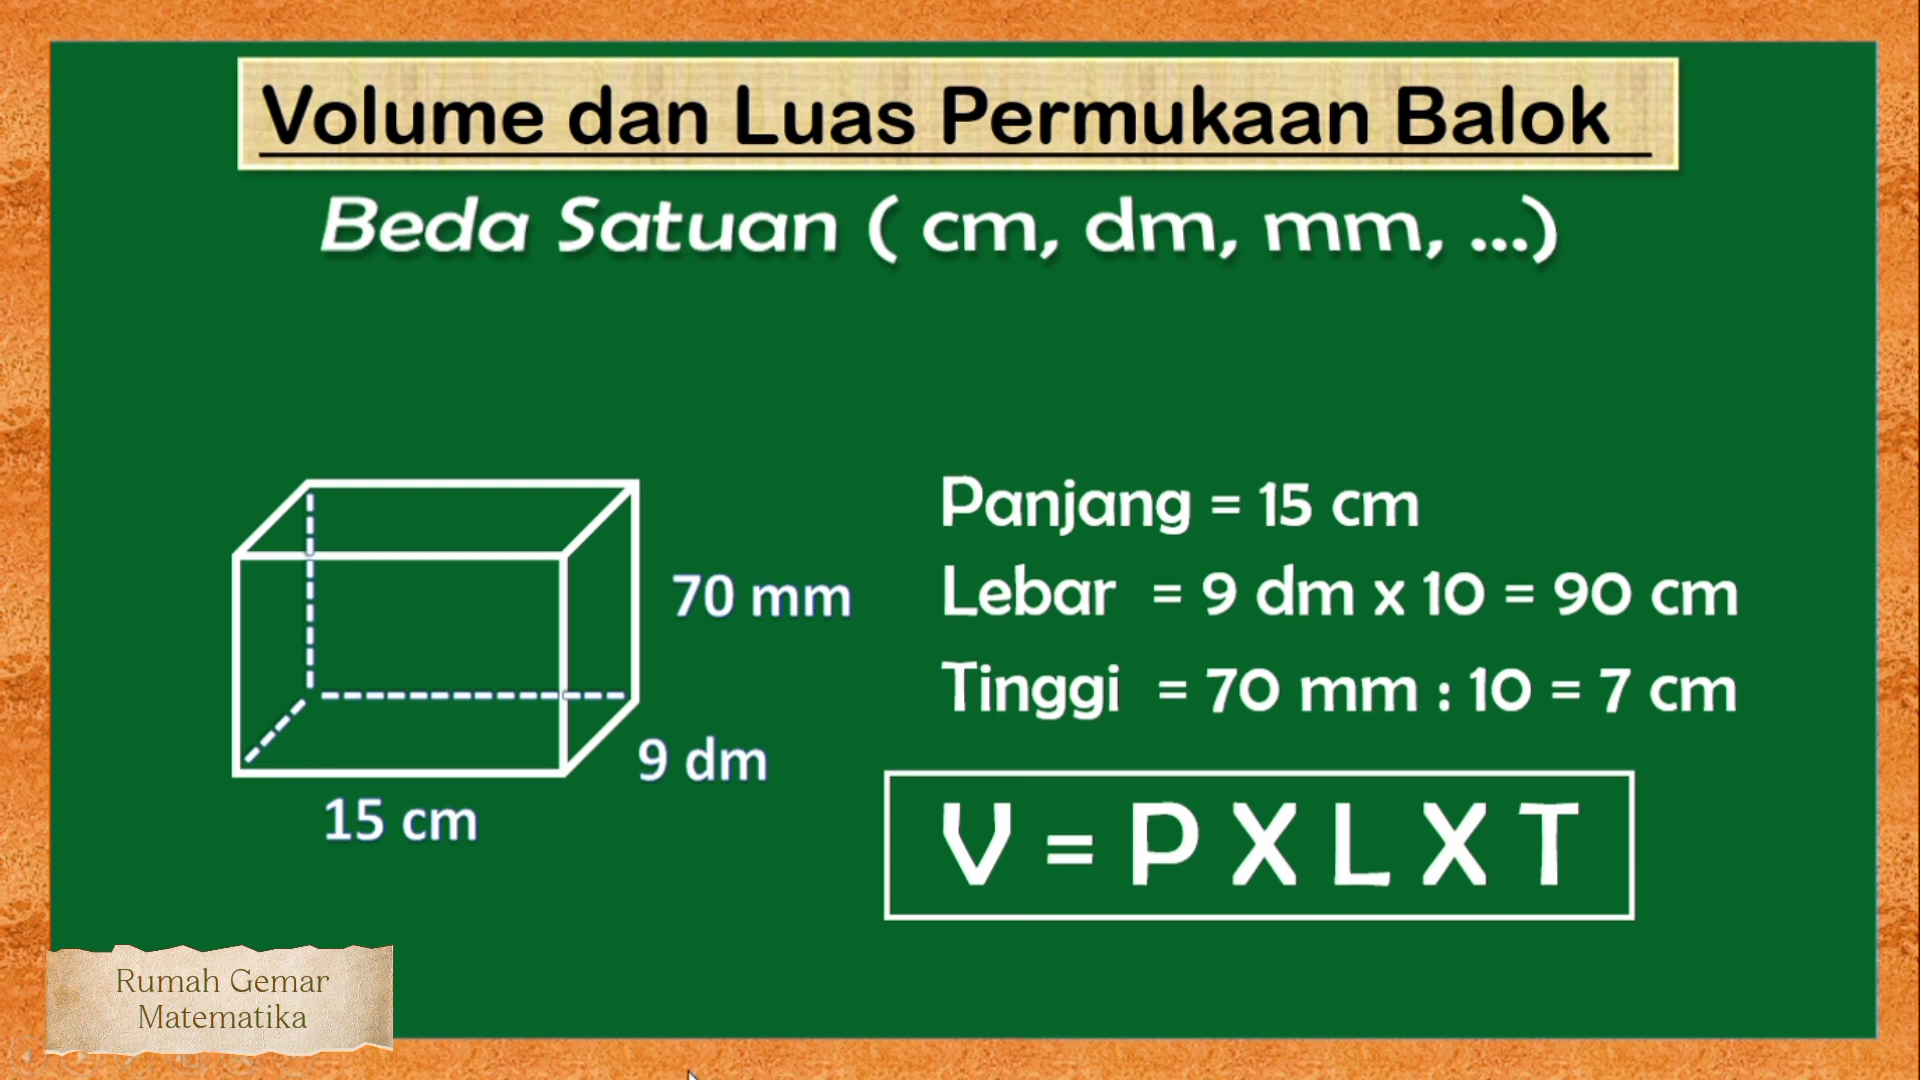 Volume dan Luas Permukaan Balok
Beda Satuan ( cm, dm, mm, ...)
70 mm
9 dm
15 cm
Panjang = 15 cm
Lebar = 9 dm x 10 = 90 cm
Tinggi = 70 mm : 10 = 7 cm
V = P X L X T
Rumah Gemar
Matematika